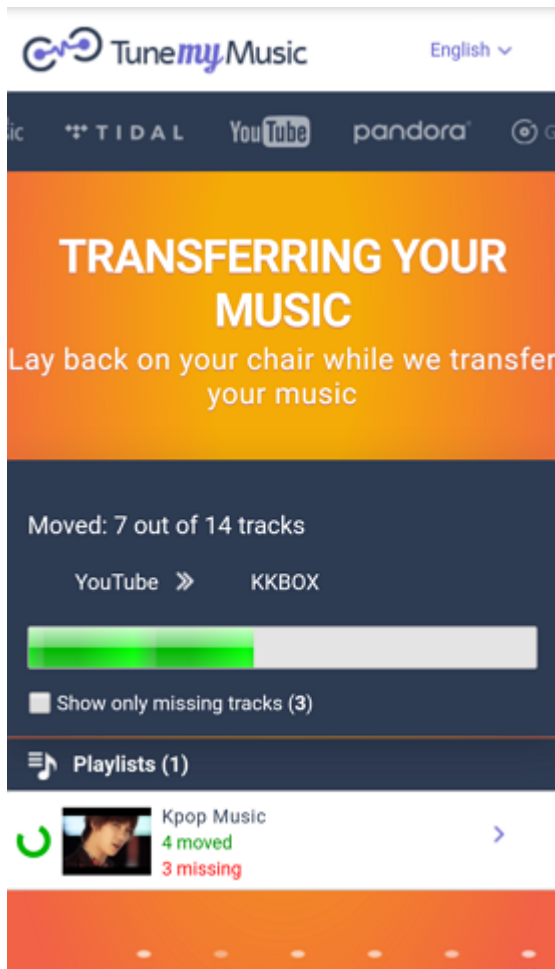 TunemyMusic
English
ic
TIDAL
YouTube
pandora
G
TRANSFERRING YOUR
MUSIC
Lay back on your chair while we transfer
your music
Moved: 7 out of 14 tracks
YouTube » KKBOX
Show only missing tracks (3)
Playlists (1)
Kpop Music
4 moved
3 missing